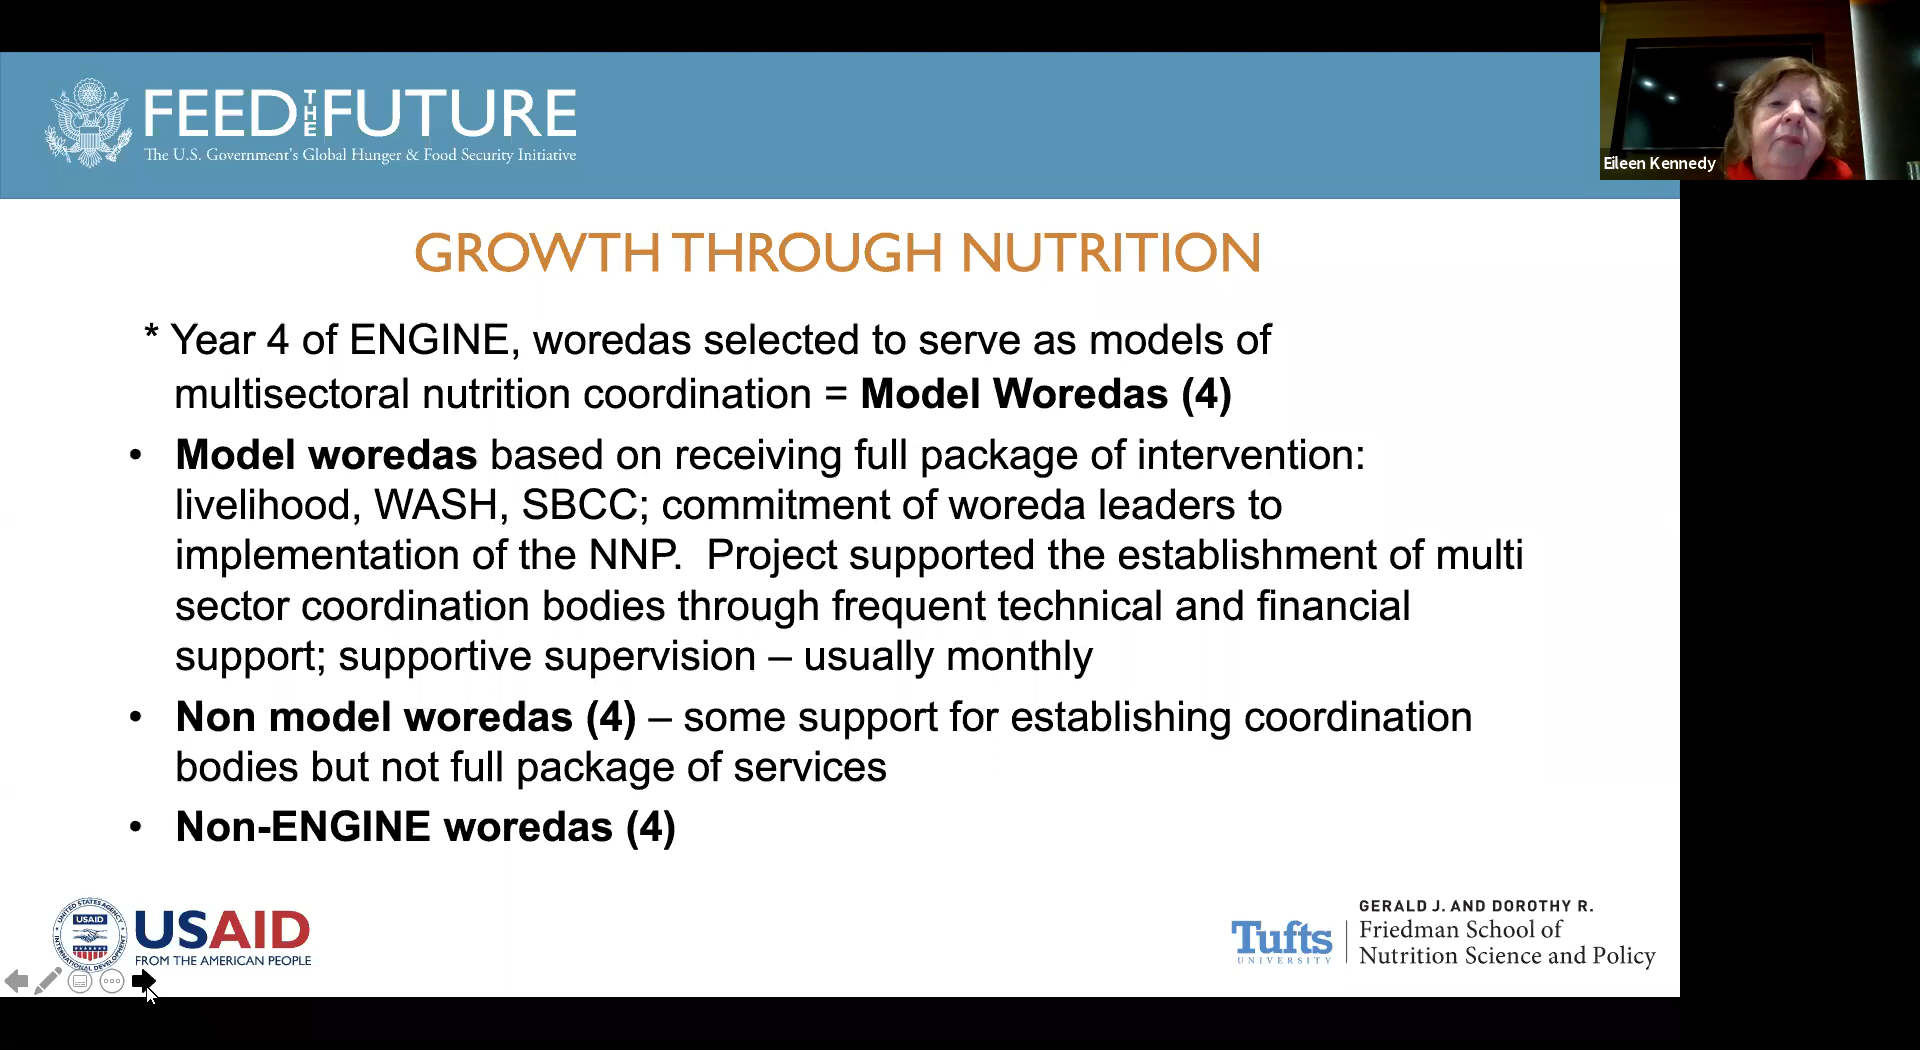 FEED THE FUTURE
The U.S. Government's Global Hunger & Food Security Initiative
Eileen Kennedy
GROWTH THROUGH NUTRITION
* Year 4 of ENGINE, woredas selected to serve as models of
multisectoral nutrition coordination = Model Woredas (4)
• Model woredas based on receiving full package of intervention:
livelihood, WASH, SBCC; commitment of woreda leaders to
implementation of the NNP. Project supported the establishment of multi
sector coordination bodies through frequent technical and financial
support; supportive supervision – usually monthly
• Non model woredas (4) – some support for establishing coordination
bodies but not full package of services
• Non-ENGINE woredas (4)
UNITED STATES AGENCY
USAID
INTERNATIONAL DEVELOPMENT
USAID
FROM THE AMERICAN PEOPLE
Tufts
UNIVERSITY
GERALD J. AND DOROTHY R.
Friedman School of
Nutrition Science and Policy